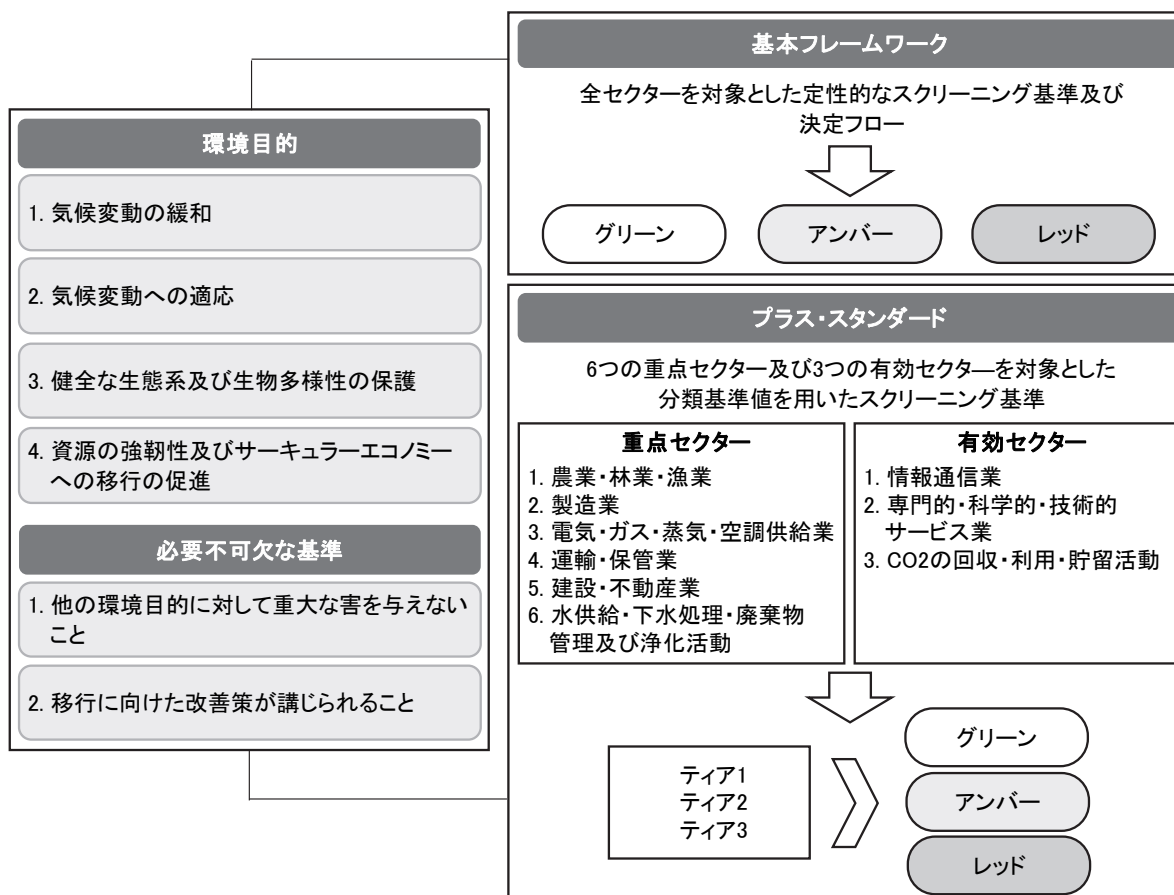 環境目的
1. 気候変動の緩和
2. 気候変動への適応
3. 健全な生態系及び生物多様性の保護
4. 資源の強靭性及びサーキュラーエコノミー
への移行の促進
必要不可欠な基準
1. 他の環境目的に対して重大な害を与えない
こと
2. 移行に向けた改善策が講じられること
基本フレームワーク
全セクターを対象とした定性的なスクリーニング基準及び
決定フロー
グリーン
アンバー
レッド
プラス・スタンダード
6つの重点セクター及び3つの有効セクタ―を対象とした
分類基準値を用いたスクリーニング基準
重点セクター
1. 農業・林業・漁業
2. 製造業
3. 電気・ガス・蒸気・空調供給業
4. 運輸・保管業
5. 建設・不動産業
6. 水供給・下水処理・廃棄物
管理及び浄化活動
有効セクター
1. 情報通信業
2. 専門的・科学的・技術的
サービス業
3. CO2の回収・利用・貯留活動
ティア1
ティア2
ティア3
グリーン
アンバー
レッド